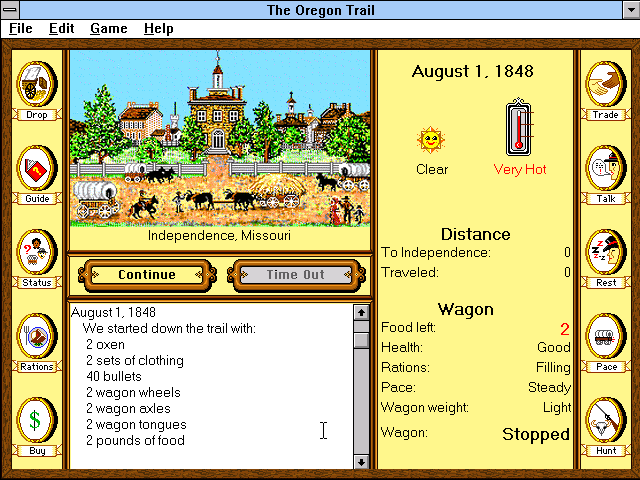 The Oregon Trail
File Edit Game Help
Drop
Guide
Status
Rations
Buy
Independence, Missouri
Continue
Time Out
August 1, 1848
We started down the trail with:
2 oxen
2 sets of clothing
40 bullets
2 wagon wheels
2 wagon axles
2 wagon tongues
2 pounds of food
August 1, 1848
Clear
Very Hot
Distance
To Independence: 0
Traveled: 0
Wagon
Food left: 2
Health: Good
Rations: Filling
Pace: Steady
Wagon weight: Light
Wagon: Stopped
Trade
Talk
Z Z Z
Rest
Pace
Hunt